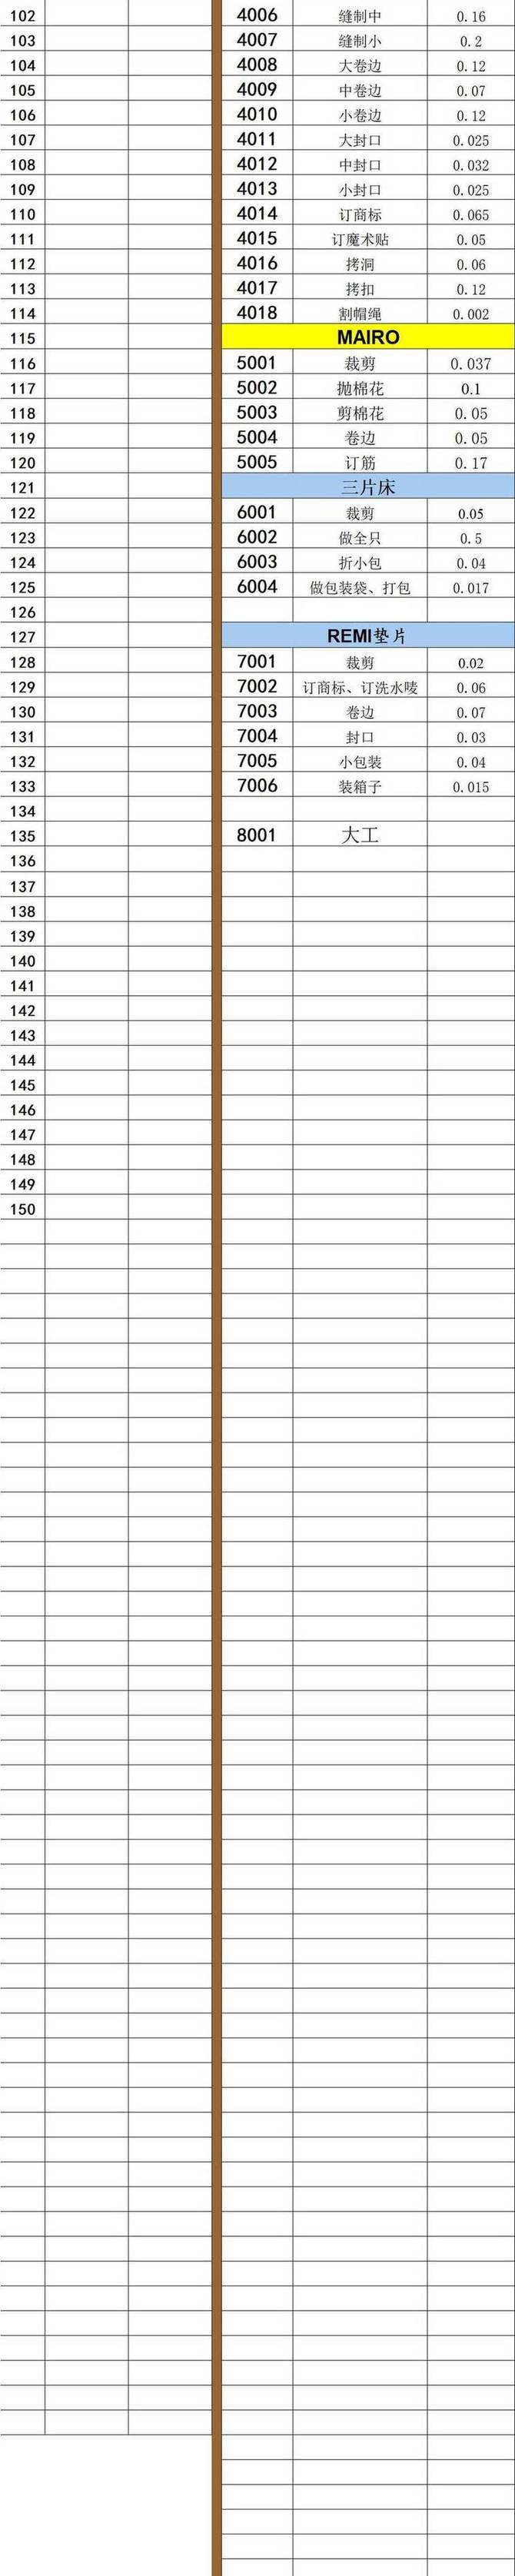 102 4006 缝制中 0.16
103 4007 缝制小 0.2
104 4008 大卷边 0.12
105 4009 中卷边 0.07
106 4010 小卷边 0.12
107 4011 大封口 0.025
108 4012 中封口 0.032
109 4013 小封口 0.025
110 4014 订商标 0.065
111 4015 订魔术贴 0.05
112 4016 拷洞 0.06
113 4017 拷扣 0.12
114 4018 割帽绳 0.002
115 MAIRO
116 5001 裁剪 0.037
117 5002 抛棉花 0.1
118 5003 剪棉花 0.05
119 5004 卷边 0.05
120 5005 订筋 0.17
121 三片床
122 6001 裁剪 0.05
123 6002 做全只 0.5
124 6003 折小包 0.04
125 6004 做包装袋、打包 0.017
126
127 REMI垫片
128 7001 裁剪 0.02
129 7002 订商标、订洗水唛 0.06
130 7003 卷边 0.07
131 7004 封口 0.03
132 7005 小包装 0.04
133 7006 装箱子 0.015
134
135 8001 大工
136
137
138
139
140
141
142
143
144
145
146
147
148
149
150